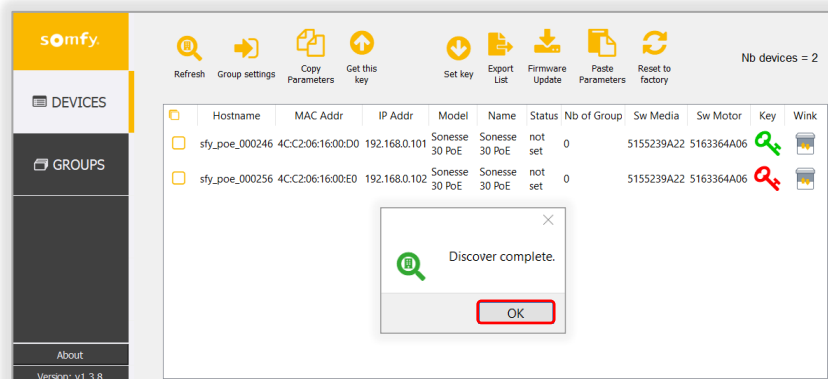 somfy.
Refresh
Group settings
Copy
Parameters
Get this
key
Set key
Export
List
Firmware
Update
Paste
Parameters
Reset to
factory
Nb devices = 2
DEVICES
GROUPS
Hostname MAC Addr IP Addr Model Name Status Nb of Group Sw Media Sw Motor Key Wink
sfy_poe_000246 4C:C2:06:16:00:D0 192.168.0.101 Sonesse 30 PoE Sonesse 30 PoE not set 0 5155239A22 5163364A06
sfy_poe_000256 4C:C2:06:16:00:E0 192.168.0.102 Sonesse 30 PoE Sonesse 30 PoE not set 0 5155239A22 5163364A06
Discover complete.
OK
About
Version: v1.3.8